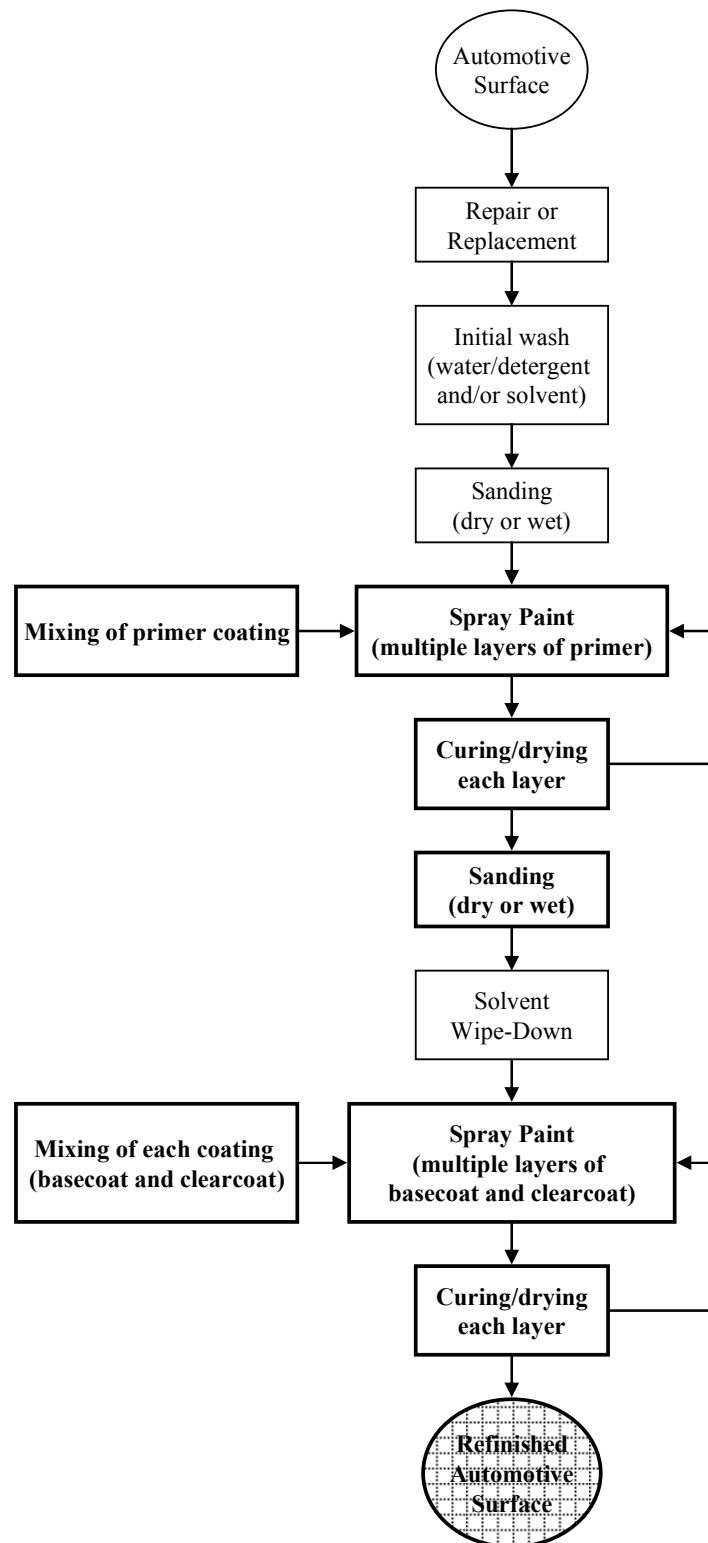 Automotive
Surface
Repair or
Replacement
Initial wash
(water/detergent
and/or solvent)
Sanding
(dry or wet)
Mixing of primer coating
Spray Paint
(multiple layers of primer)
Curing/drying
each layer
Sanding
(dry or wet)
Solvent
Wipe-Down
Mixing of each coating
(basecoat and clearcoat)
Spray Paint
(multiple layers of
basecoat and clearcoat)
Curing/drying
each layer
Refinished
Automotive
Surface